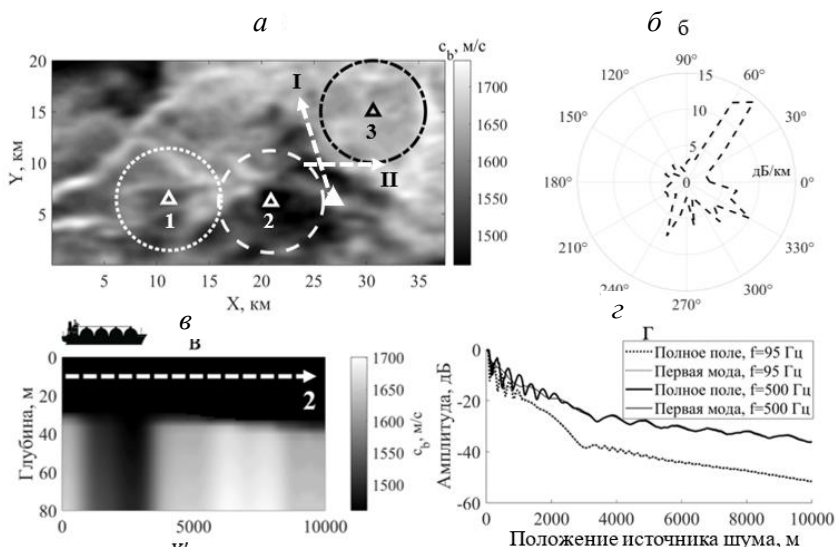 а
20
15
10
5
Y, км
5 10 15 20 25 30 35
X, км
I
II
1
2
3
c_b, м/с
1700
1650
1600
1550
1500
б
б
90°
60°
30°
0°
330°
300°
270°
240°
210°
180°
150°
120°
15
10
5
0
дБ/км
в
В
0
20
40
60
80
Глубина, м
0 5000 10000
2
c_b, м/с
1700
1650
1600
1550
1500
г
Г
Полное поле, f=95 Гц
Первая мода, f=95 Гц
Полное поле, f=500 Гц
Первая мода, f=500 Гц
0
-20
-40
-60
Амплитуда, дБ
0 2000 4000 6000 8000 10000
Положение источника шума, м